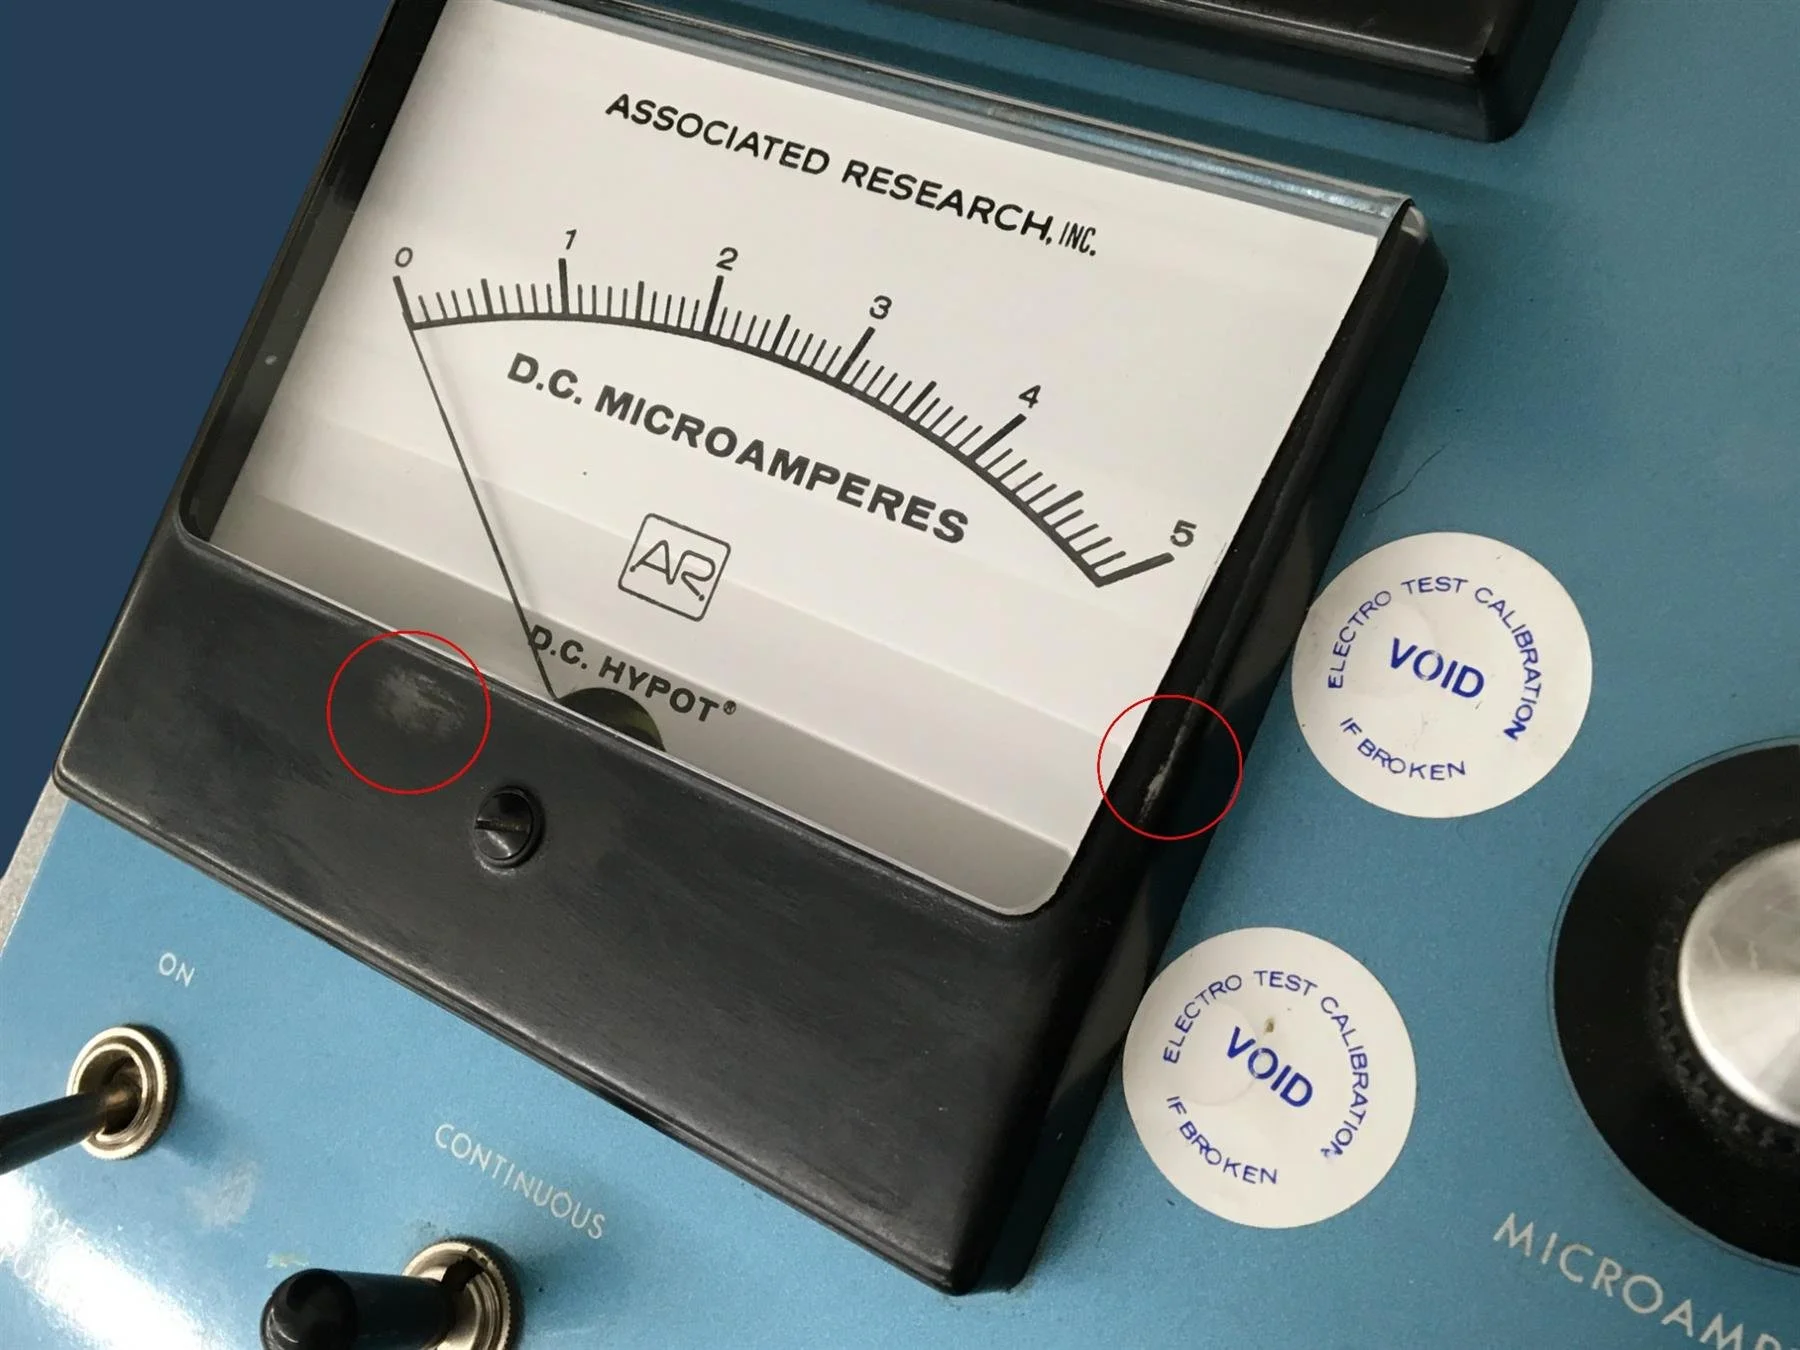 ASSOCIATED RESEARCH, INC.
0 1 2 3 4 5
D.C. MICROAMPERES
AR
D.C. HYPOT®
ELECTRO TEST CALIBRATION
VOID
IF BROKEN
ELECTRO TEST CALIBRATION
VOID
IF BROKEN
ON
CONTINUOUS